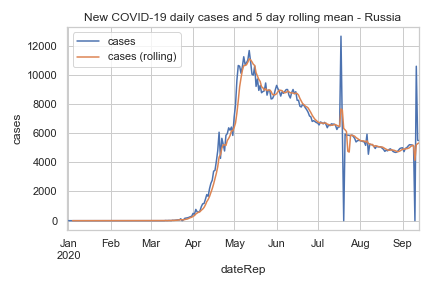 New COVID-19 daily cases and 5 day rolling mean - Russia
cases
cases (rolling)
12000
10000
8000
6000
4000
2000
0
cases
Jan Feb Mar Apr May Jun Jul Aug Sep
2020
dateRep